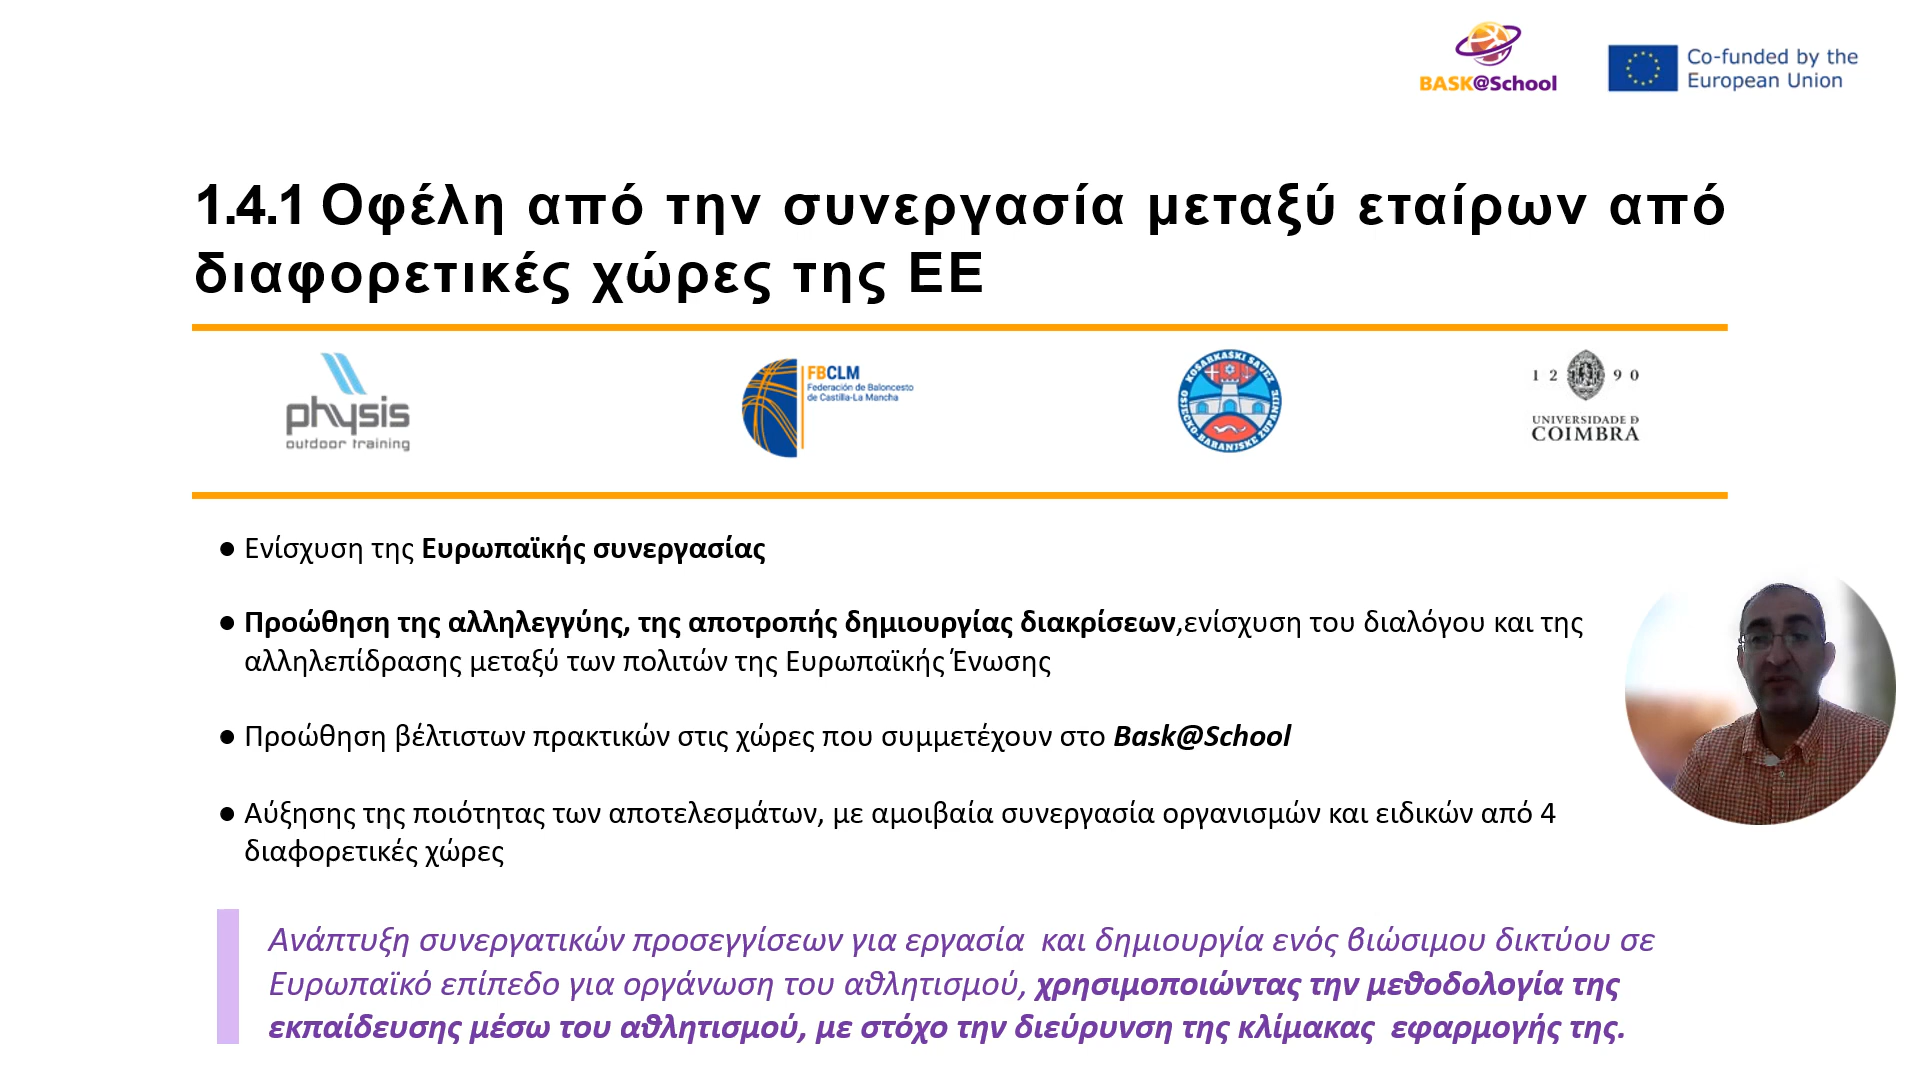 BASK@School
Co-funded by the
European Union
1.4.1 Οφέλη από την συνεργασία μεταξύ εταίρων από
διαφορετικές χώρες της ΕΕ
physis
outdoor training
FBCLM
Federación de Baloncesto
de Castilla-La Mancha
KOŠARKAŠKI SAVEZ
OSJEČKO-BARANJSKE ŽUPANIJE
1 2 9 0
UNIVERSIDADE D
COIMBRA
● Ενίσχυση της Ευρωπαϊκής συνεργασίας
● Προώθηση της αλληλεγγύης, της αποτροπής δημιουργίας διακρίσεων,ενίσχυση του διαλόγου και της
αλληλεπίδρασης μεταξύ των πολιτών της Ευρωπαϊκής Ένωσης
● Προώθηση βέλτιστων πρακτικών στις χώρες που συμμετέχουν στο Bask@School
● Αύξησης της ποιότητας των αποτελεσμάτων, με αμοιβαία συνεργασία οργανισμών και ειδικών από 4
διαφορετικές χώρες
Ανάπτυξη συνεργατικών προσεγγίσεων για εργασία  και δημιουργία ενός βιώσιμου δικτύου σε
Ευρωπαϊκό επίπεδο για οργάνωση του αθλητισμού, χρησιμοποιώντας την μεθοδολογία της
εκπαίδευσης μέσω του αθλητισμού, με στόχο την διεύρυνση της κλίμακας  εφαρμογής της.